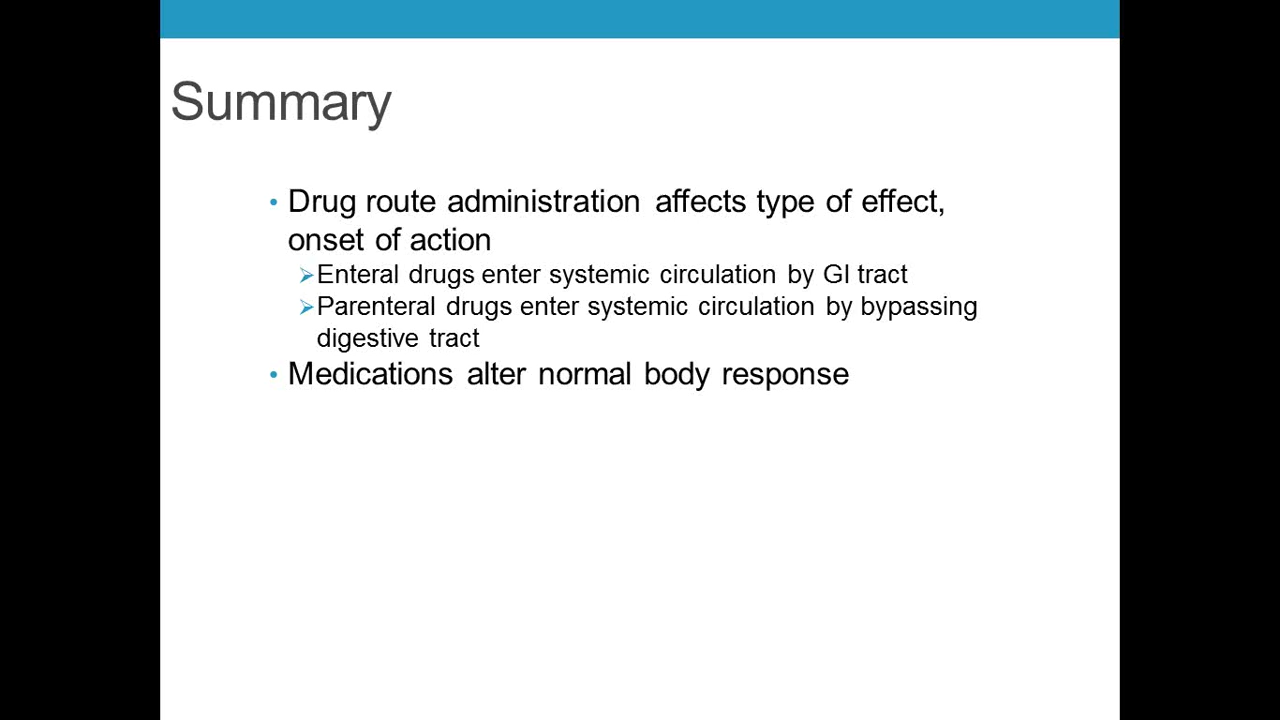 Summary
• Drug route administration affects type of effect,
onset of action
➢Enteral drugs enter systemic circulation by GI tract
➢Parenteral drugs enter systemic circulation by bypassing
digestive tract
• Medications alter normal body response